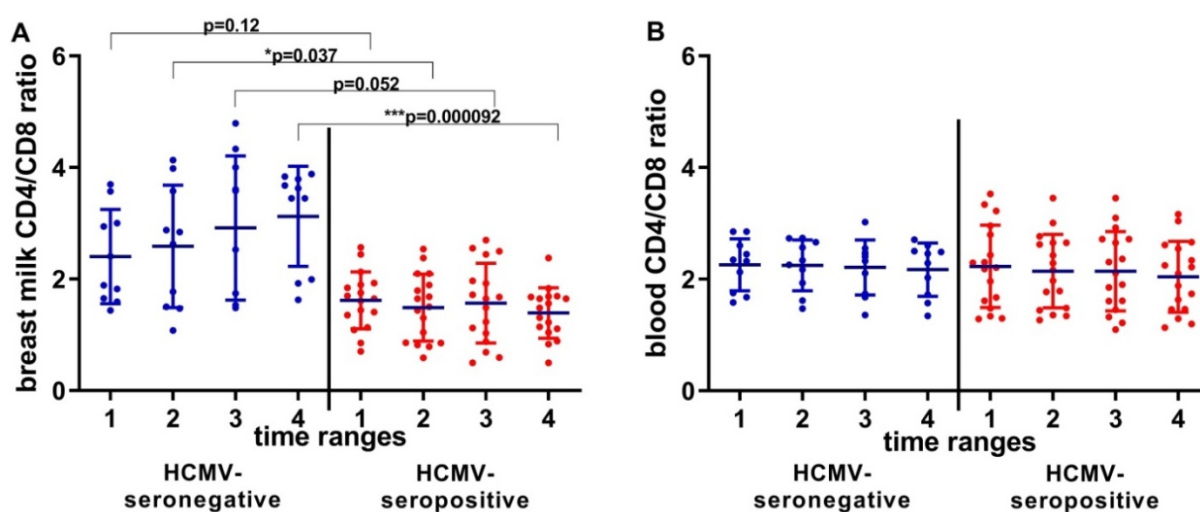 A
p=0.12
*p=0.037
p=0.052
***p=0.000092
breast milk CD4/CD8 ratio
6
4
2
0
1 2 3 4 1 2 3 4
time ranges
HCMV-
seronegative
HCMV-
seropositive
B
blood CD4/CD8 ratio
6
4
2
0
1 2 3 4 1 2 3 4
time ranges
HCMV-
seronegative
HCMV-
seropositive